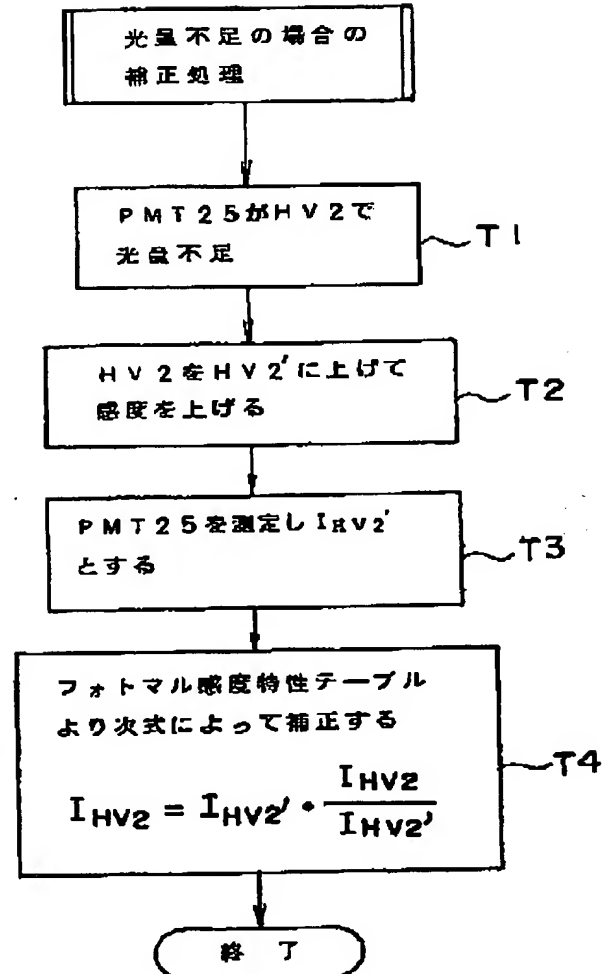 光量不足の場合の
補正処理
PMT25がHV2で
光量不足
T1
HV2をHV2'に上げて
感度を上げる
T2
PMT25を測定しIHV2'
とする
T3
フォトマル感度特性テーブル
より次式によって補正する
IHV2 = IHV2' • IHV2 / IHV2'
T4
終了